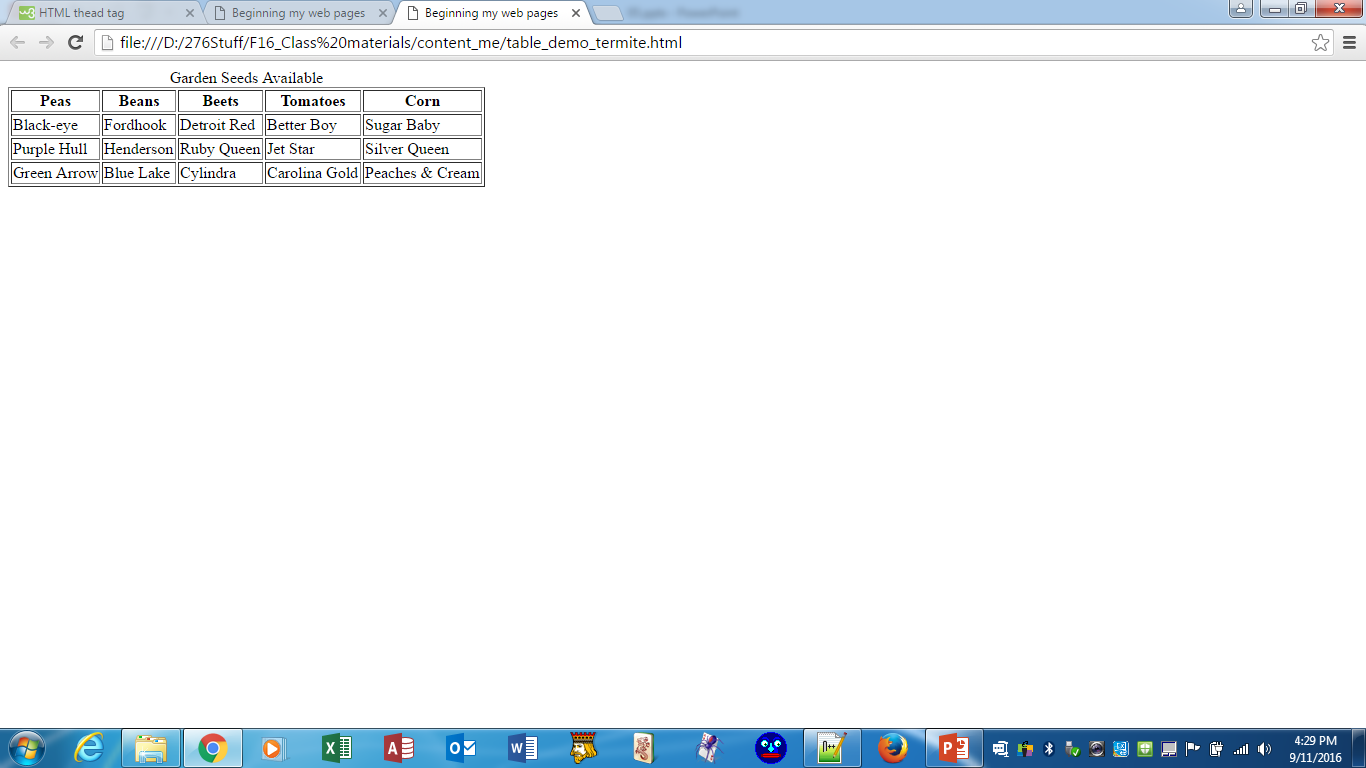 HTML thead tag Beginning my web pages Beginning my web pages
file:///D:/276Stuff/F16_Class%20materials/content_me/table_demo_termite.html
Garden Seeds Available
Peas Beans Beets Tomatoes Corn
Black-eye Fordhook Detroit Red Better Boy Sugar Baby
Purple Hull Henderson Ruby Queen Jet Star Silver Queen
Green Arrow Blue Lake Cylindra Carolina Gold Peaches & Cream
4:29 PM
9/11/2016